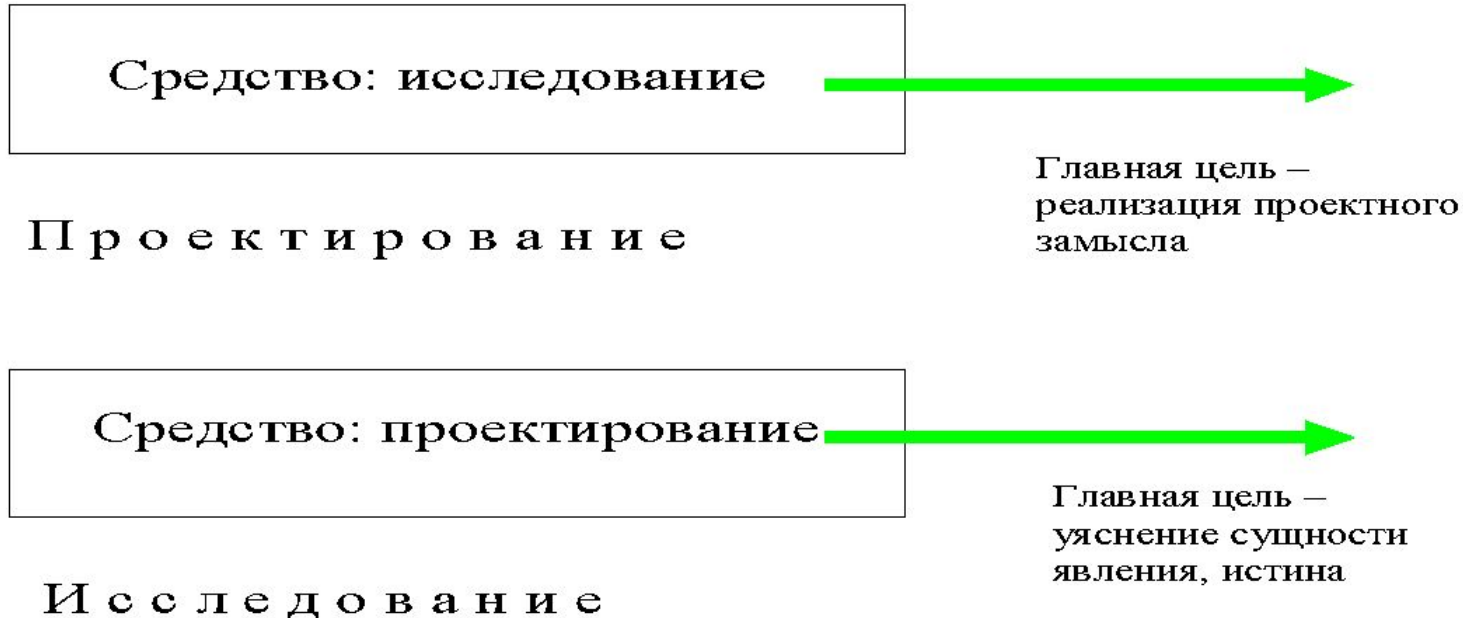 Средство: исследование
Главная цель –
реализация проектного
замысла
Проектирование
Средство: проектирование
Главная цель –
уяснение сущности
явления, истина
Исследование